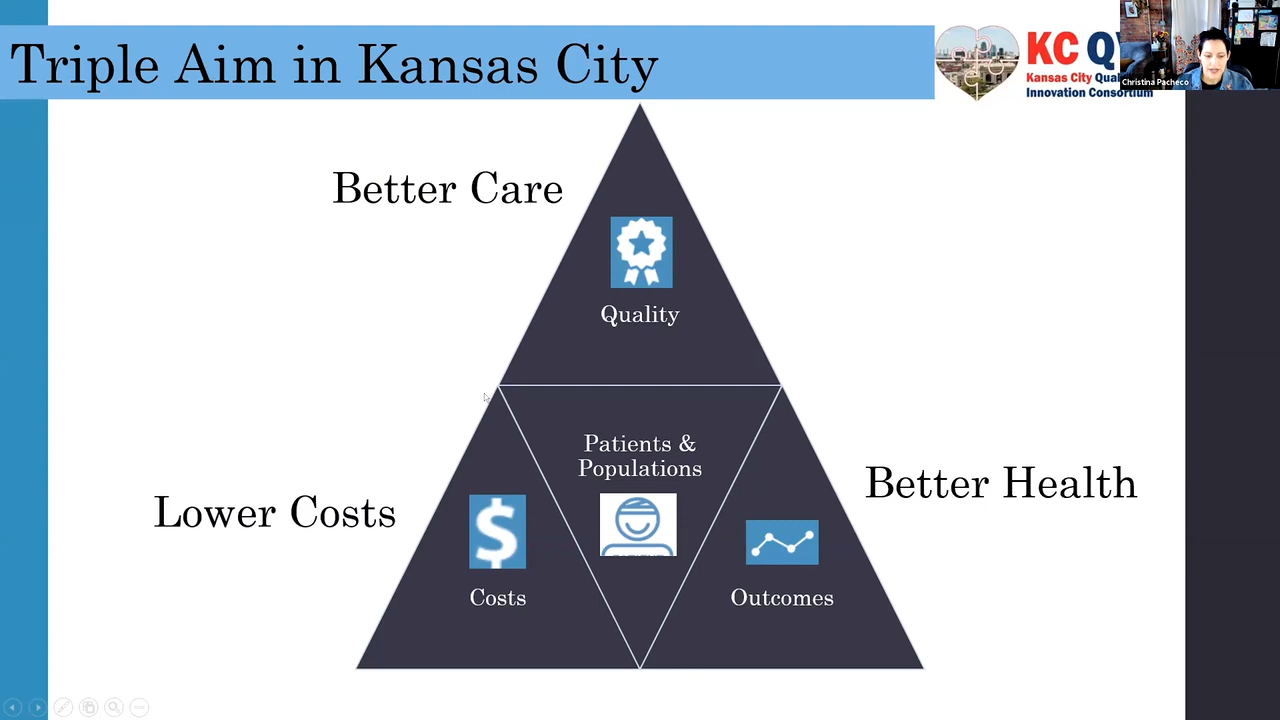 Triple Aim in Kansas City
KC Q
Kansas City Qual
Innovation Consortium
Christina Pacheco
Better Care
Quality
Patients &
Populations
Better Health
Lower Costs
Costs
Outcomes